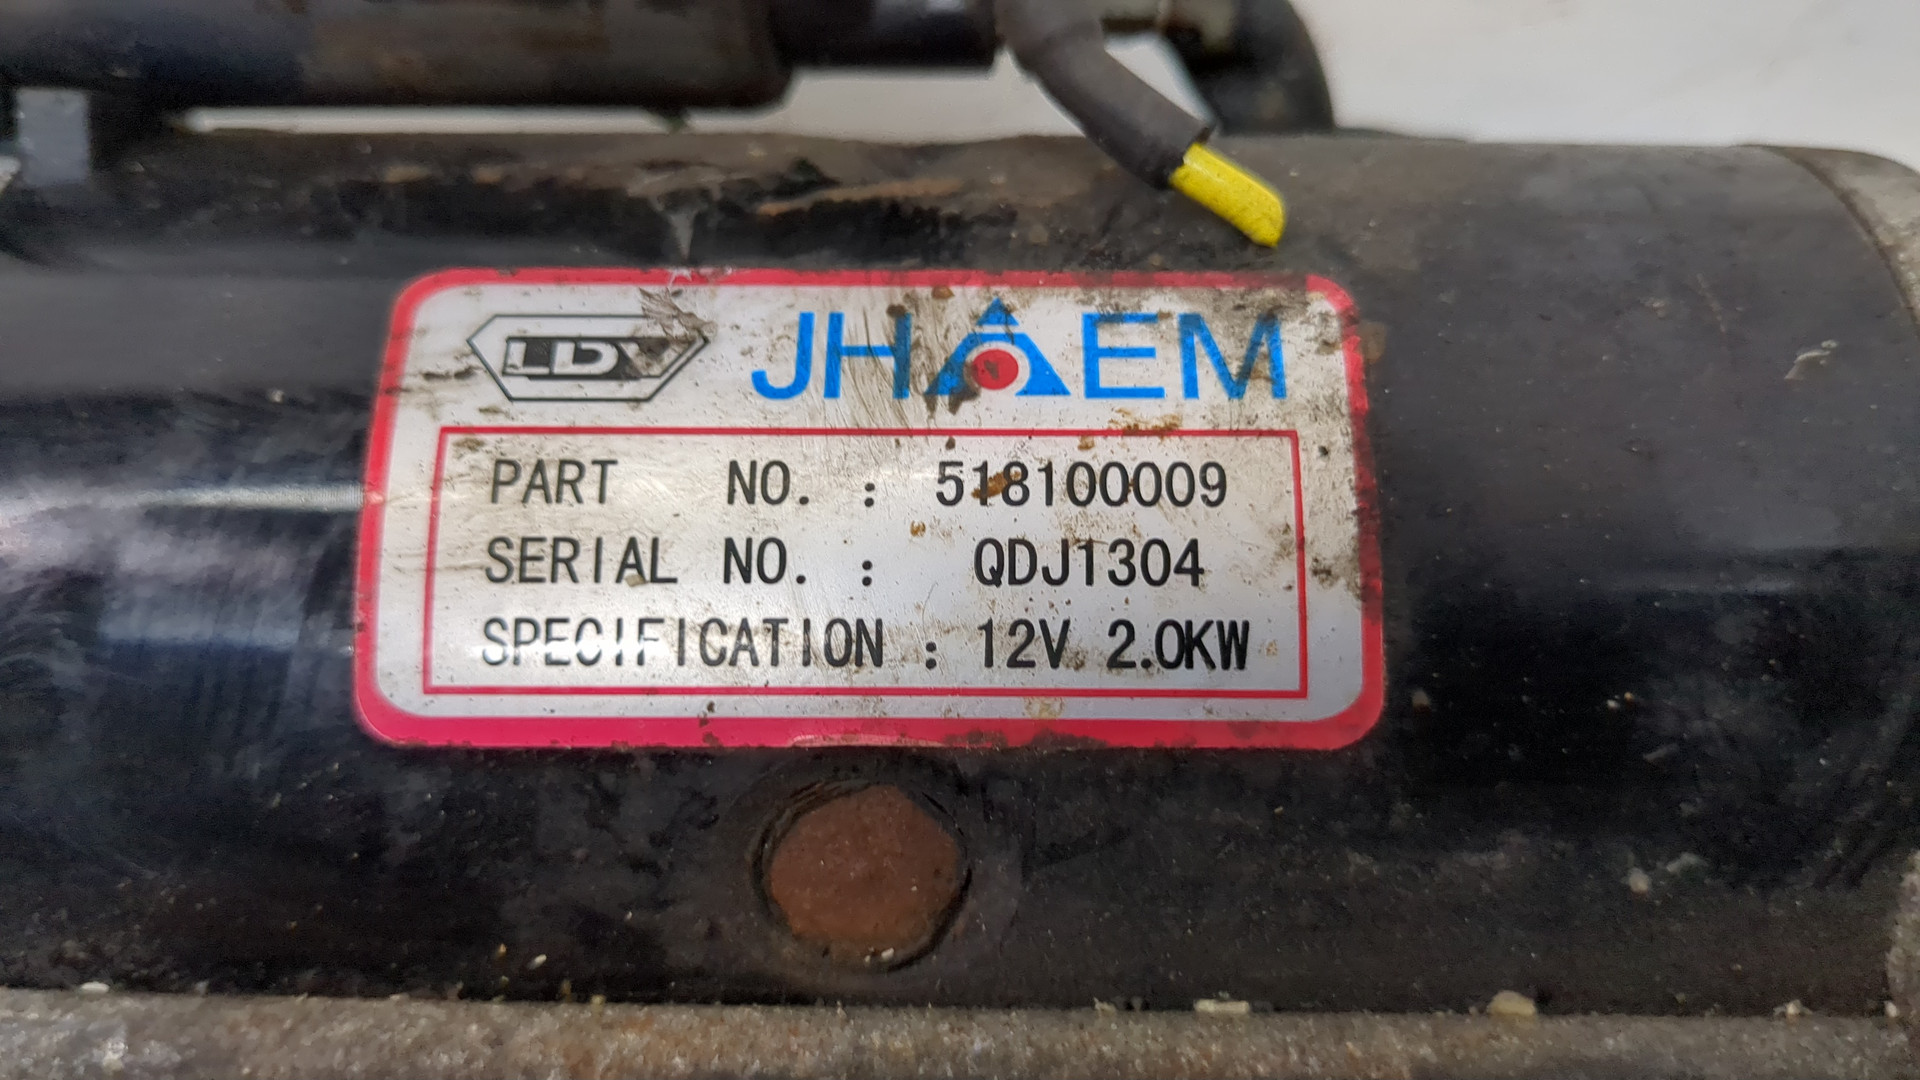 LDV JHAEM
PART NO. : 518100009
SERIAL NO. : QDJ1304
SPECIFICATION : 12V 2.0KW